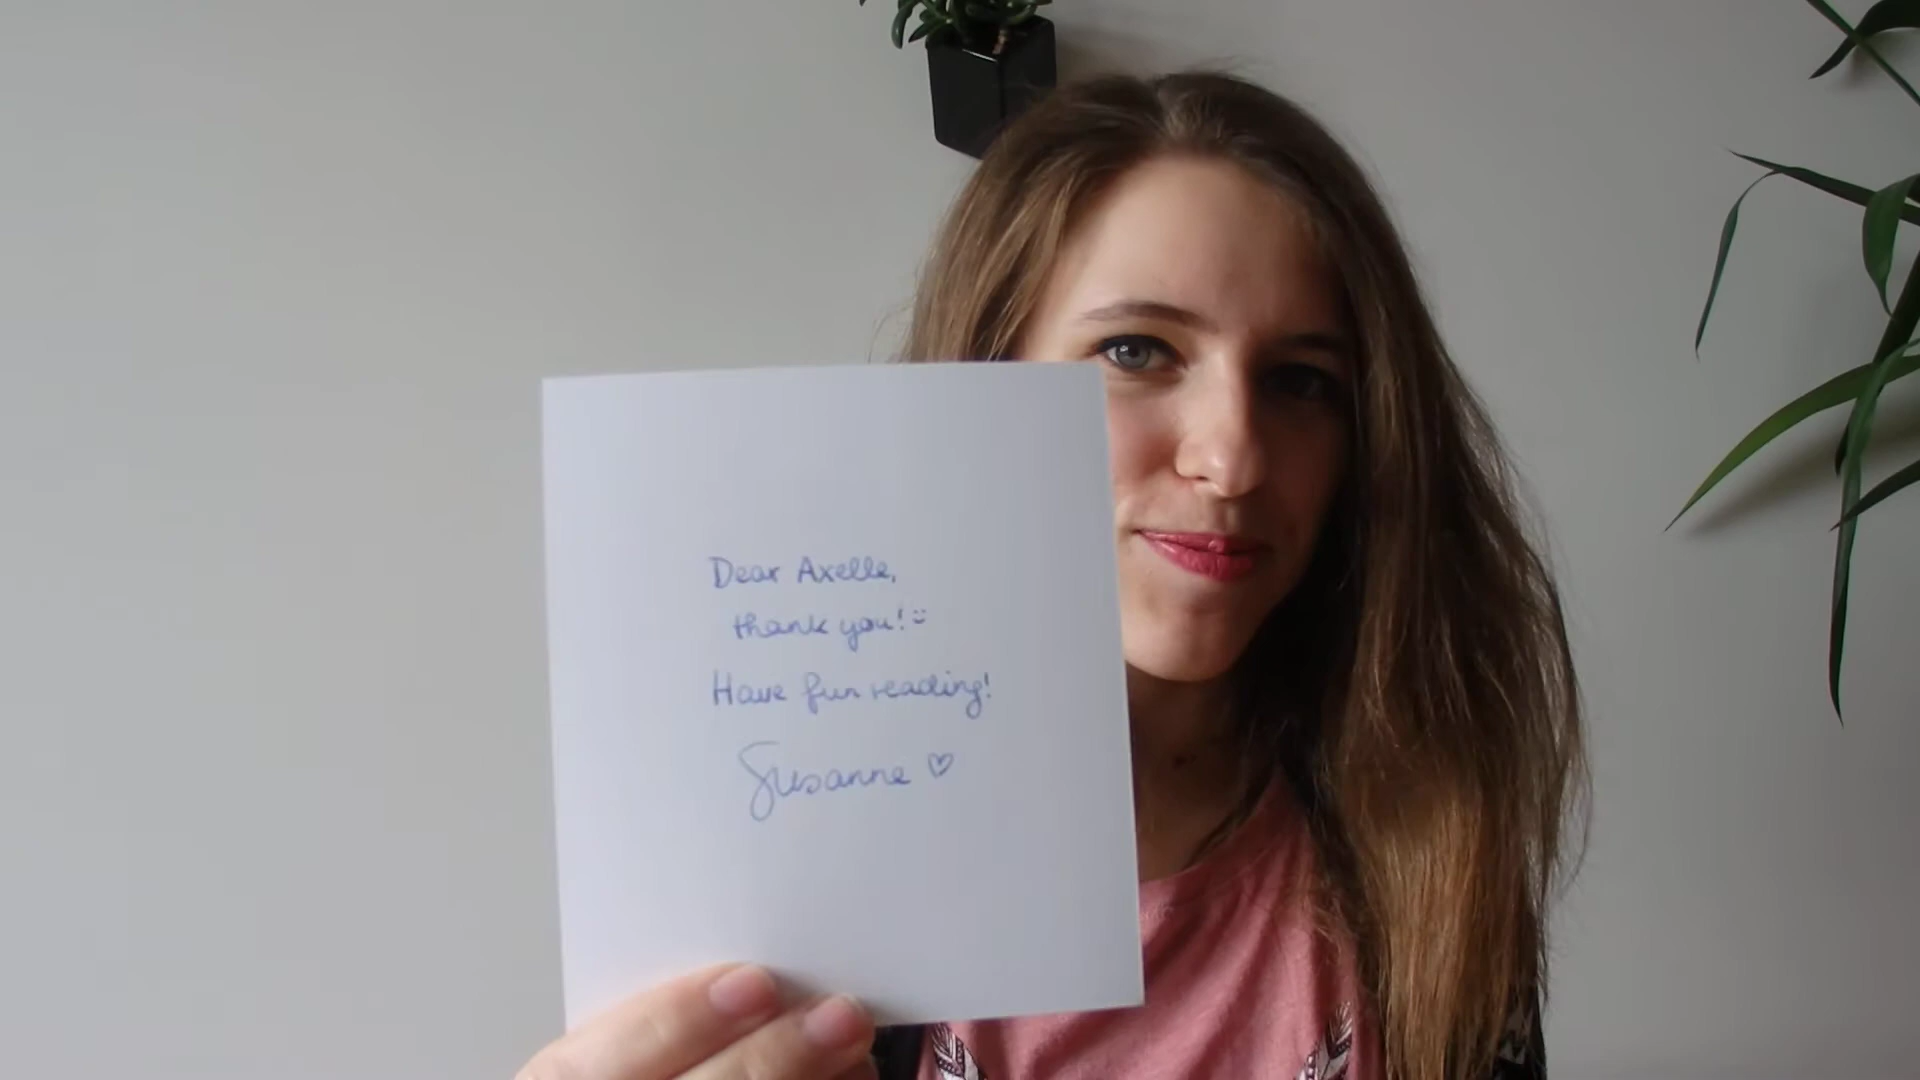 Dear Axelle,
thank you! :)
Have fun reading!
Susanne ♡